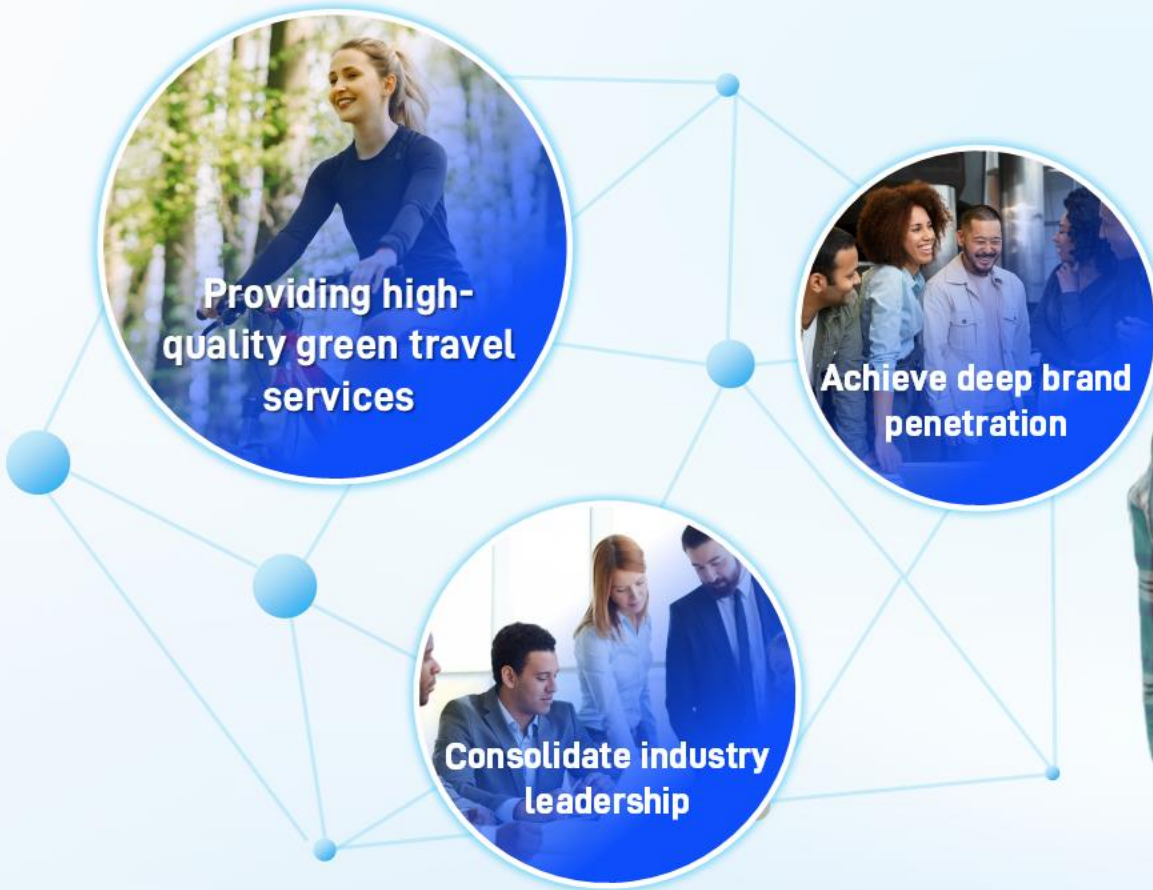 Providing high-
quality green travel
services
Achieve deep brand
penetration
Consolidate industry
leadership